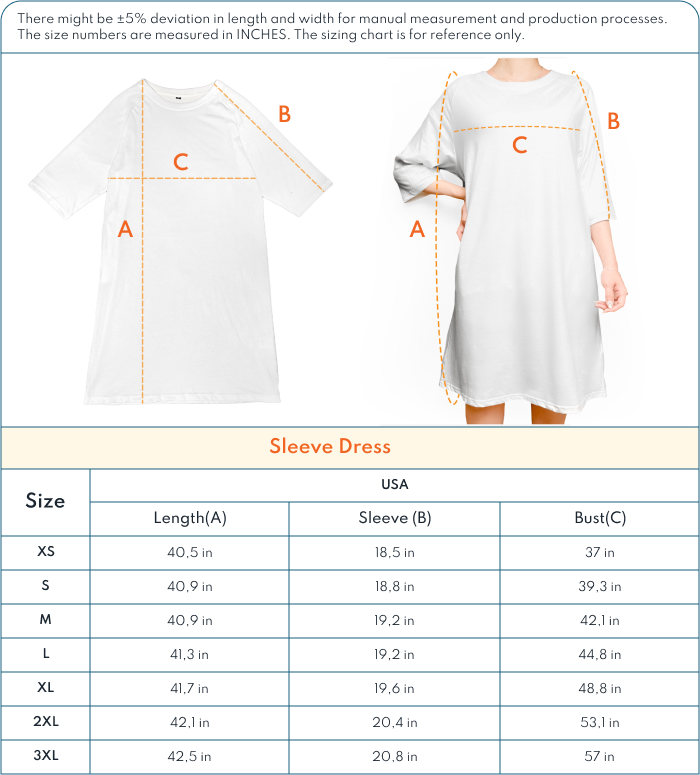 There might be ±5% deviation in length and width for manual measurement and production processes.
The size numbers are measured in INCHES. The sizing chart is for reference only.
B
C
A
B
C
A
Sleeve Dress
Size
USA
Length(A) Sleeve (B) Bust(C)
XS 40,5 in 18,5 in 37 in
S 40,9 in 18,8 in 39,3 in
M 40,9 in 19,2 in 42,1 in
L 41,3 in 19,2 in 44,8 in
XL 41,7 in 19,6 in 48,8 in
2XL 42,1 in 20,4 in 53,1 in
3XL 42,5 in 20,8 in 57 in